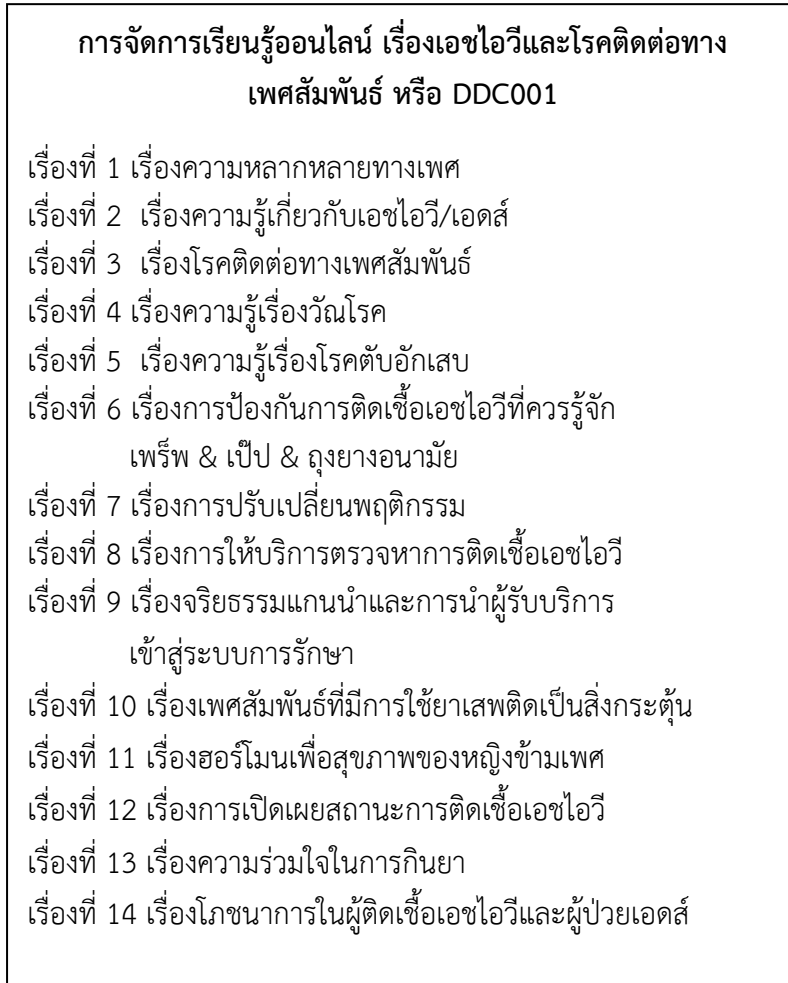 การจัดการเรียนรู้ออนไลน์ เรื่องเอชไอวีและโรคติดต่อทาง
เพศสัมพันธ์ หรือ DDC001
เรื่องที่ 1 เรื่องความหลากหลายทางเพศ
เรื่องที่ 2 เรื่องความรู้เกี่ยวกับเอชไอวี/เอดส์
เรื่องที่ 3 เรื่องโรคติดต่อทางเพศสัมพันธ์
เรื่องที่ 4 เรื่องความรู้เรื่องวัณโรค
เรื่องที่ 5 เรื่องความรู้เรื่องโรคตับอักเสบ
เรื่องที่ 6 เรื่องการป้องกันการติดเชื้อเอชไอวีที่ควรรู้จัก
เพร็พ & เป๊ป & ถุงยางอนามัย
เรื่องที่ 7 เรื่องการปรับเปลี่ยนพฤติกรรม
เรื่องที่ 8 เรื่องการให้บริการตรวจหาการติดเชื้อเอชไอวี
เรื่องที่ 9 เรื่องจริยธรรมแกนนำและการนำผู้รับบริการ
เข้าสู่ระบบการรักษา
เรื่องที่ 10 เรื่องเพศสัมพันธ์ที่มีการใช้ยาเสพติดเป็นสิ่งกระตุ้น
เรื่องที่ 11 เรื่องฮอร์โมนเพื่อสุขภาพของหญิงข้ามเพศ
เรื่องที่ 12 เรื่องการเปิดเผยสถานะการติดเชื้อเอชไอวี
เรื่องที่ 13 เรื่องความร่วมใจในการกินยา
เรื่องที่ 14 เรื่องโภชนาการในผู้ติดเชื้อเอชไอวีและผู้ป่วยเอดส์